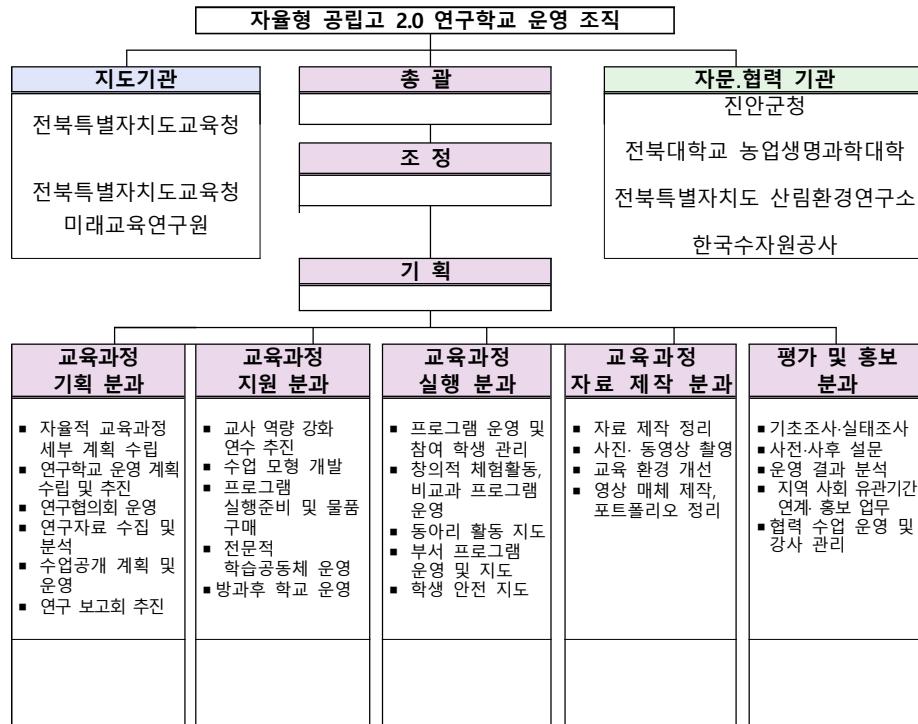 자율형 공립고 2.0 연구학교 운영 조직
지도기관
전북특별자치도교육청
전북특별자치도교육청
미래교육연구원
총 괄
조 정
기 획
자문.협력 기관
진안군청
전북대학교 농업생명과학대학
전북특별자치도 산림환경연구소
한국수자원공사
교육과정
기획 분과
■ 자율적 교육과정
세부 계획 수립
■ 연구학교 운영 계획
수립 및 추진
■ 연구협의회 운영
■ 연구자료 수집 및
분석
■ 수업공개 계획 및
운영
■ 연구 보고회 추진
교육과정
지원 분과
■ 교사 역량 강화
연수 추진
■ 수업 모형 개발
■ 프로그램
실행준비 및 물품
구매
■ 전문적
학습공동체 운영
■ 방과후 학교 운영
교육과정
실행 분과
■ 프로그램 운영 및
참여 학생 관리
■ 창의적 체험활동,
비교과 프로그램
운영
■ 동아리 활동 지도
■ 부서 프로그램
운영 및 지도
■ 학생 안전 지도
교육과정
자료 제작 분과
■ 자료 제작 정리
■ 사진· 동영상 촬영
■ 교육 환경 개선
■ 영상 매체 제작,
포트폴리오 정리
평가 및 홍보
분과
■ 기초조사·실태조사
■ 사전·사후 설문
■ 운영 결과 분석
■ 지역 사회 유관기간
연계· 홍보 업무
■ 협력 수업 운영 및
강사 관리